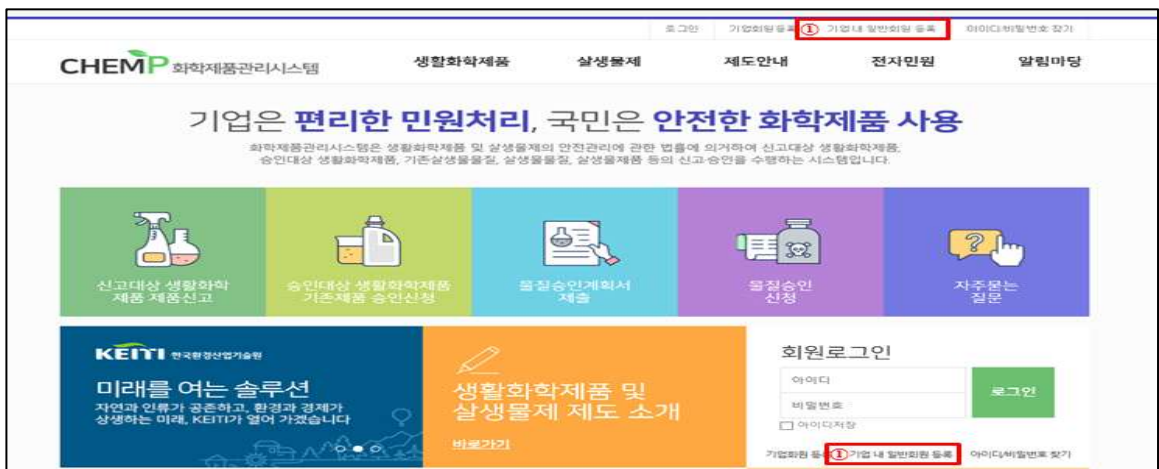 로그인 기업회원등록 ① 기업 내 일반회원 등록 아이디/비밀번호 찾기
CHEMP 화학제품관리시스템 생활화학제품 살생물제 제도안내 전자민원 알림마당
기업은 편리한 민원처리, 국민은 안전한 화학제품 사용
화학제품관리시스템은 생활화학제품 및 살생물제의 안전관리에 관한 법률에 의거하여 신고대상 생활화학제품,
승인대상 생활화학제품, 기존살생물물질, 살생물물질, 살생물제품 등의 신고·승인을 수행하는 시스템입니다.
신고대상 생활화학
제품 제품신고
승인대상 생활화학제품
기존제품 승인신청
물질승인계획서
제출
물질승인
신청
자주묻는
질문
KEITI 한국환경산업기술원
미래를 여는 솔루션
자연과 인류가 공존하고, 환경과 경제가
상생하는 미래, KEITI가 열어 가겠습니다
생활화학제품 및
살생물제 제도 소개
바로가기
회원로그인
아이디
비밀번호
로그인
아이디저장
기업회원 등록 ① 기업 내 일반회원 등록 아이디/비밀번호 찾기